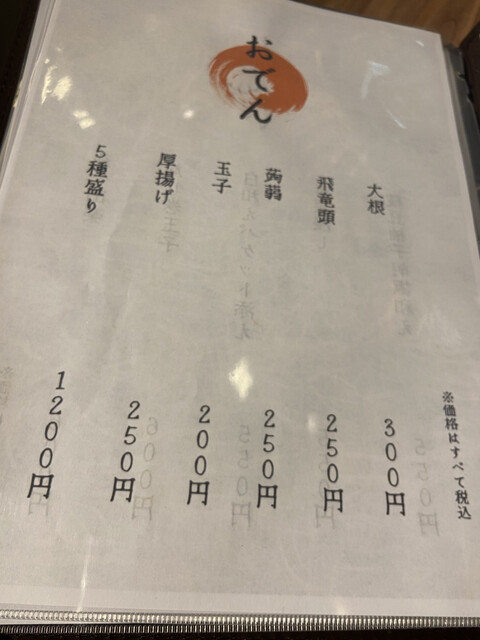 おでん
※価格はすべて税込
大根
300円
飛竜頭
250円
蒟蒻
250円
玉子
200円
厚揚げ
250円
5種盛り
1200円